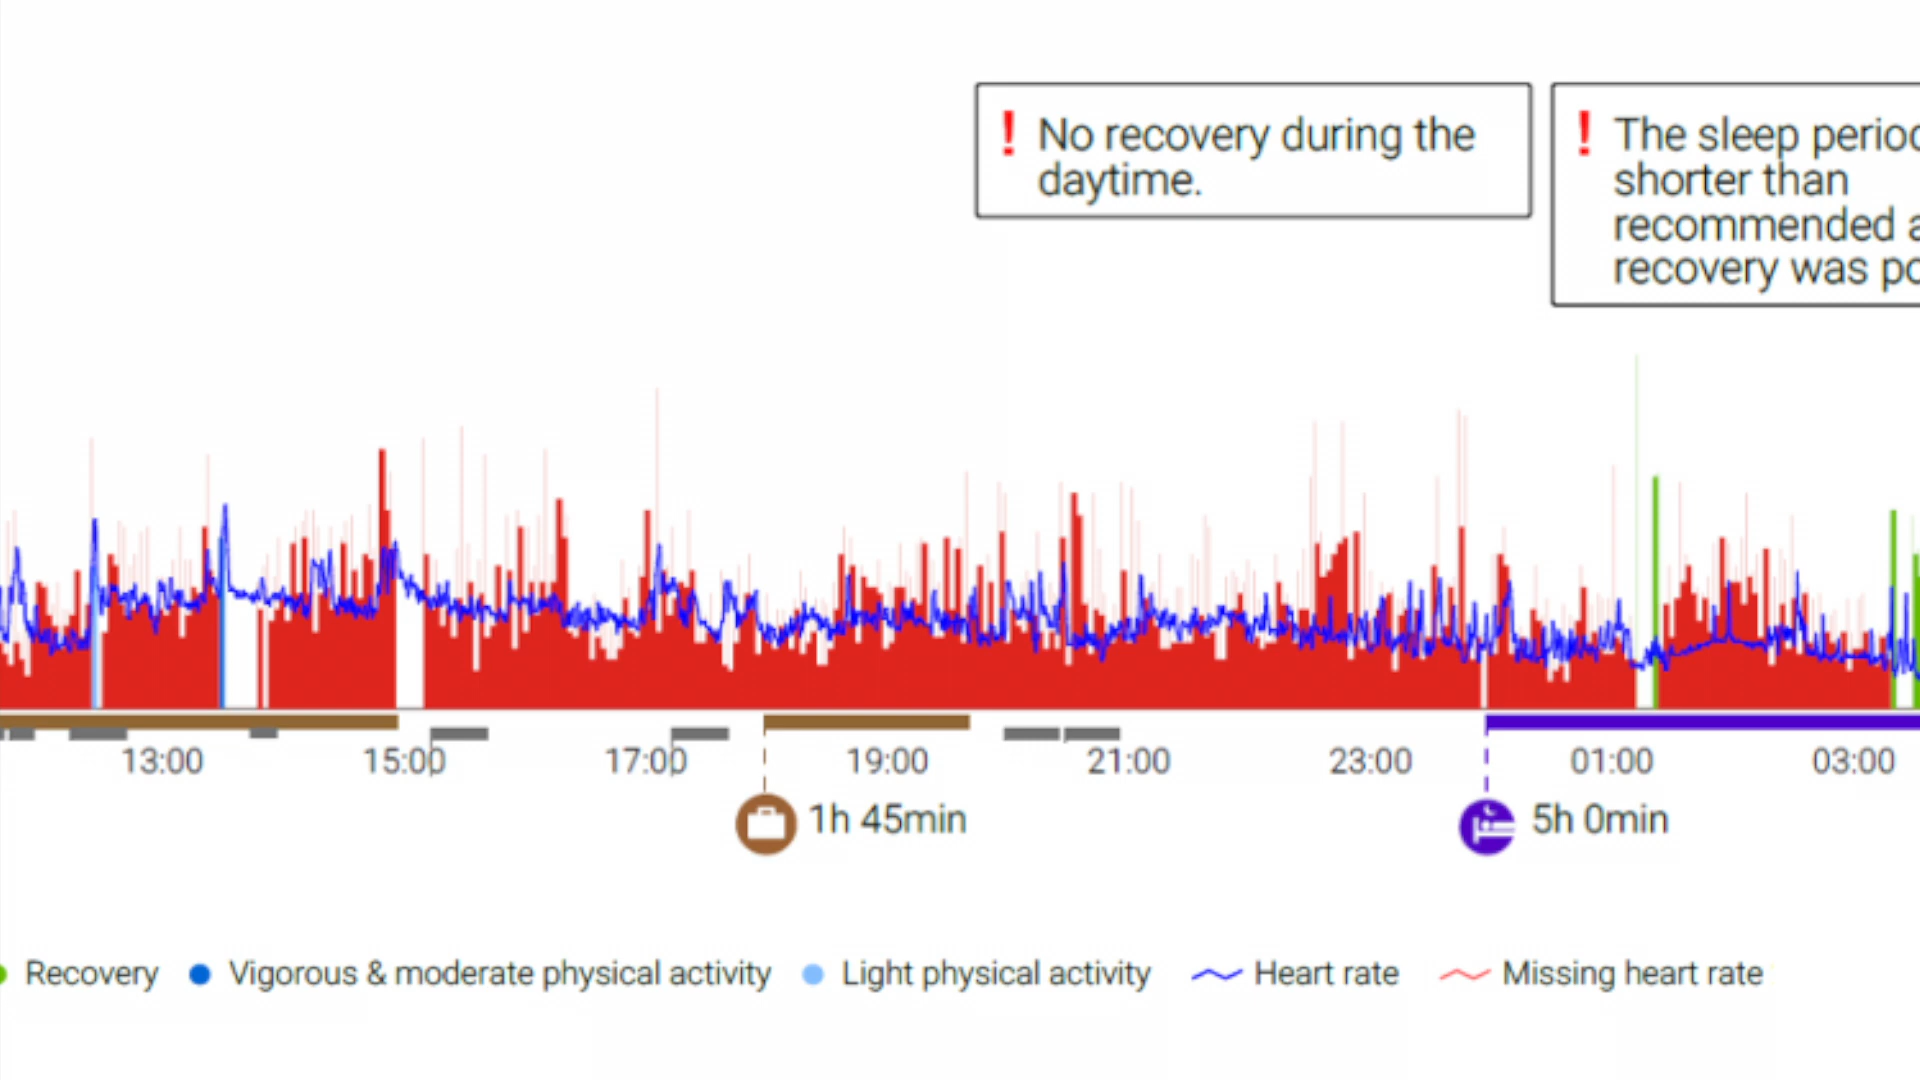 ! No recovery during the
daytime.
! The sleep period
shorter than
recommended a
recovery was po
13:00 15:00 17:00 19:00 21:00 23:00 01:00 03:00
1h 45min
5h 0min
Recovery
Vigorous & moderate physical activity
Light physical activity
Heart rate
Missing heart rate